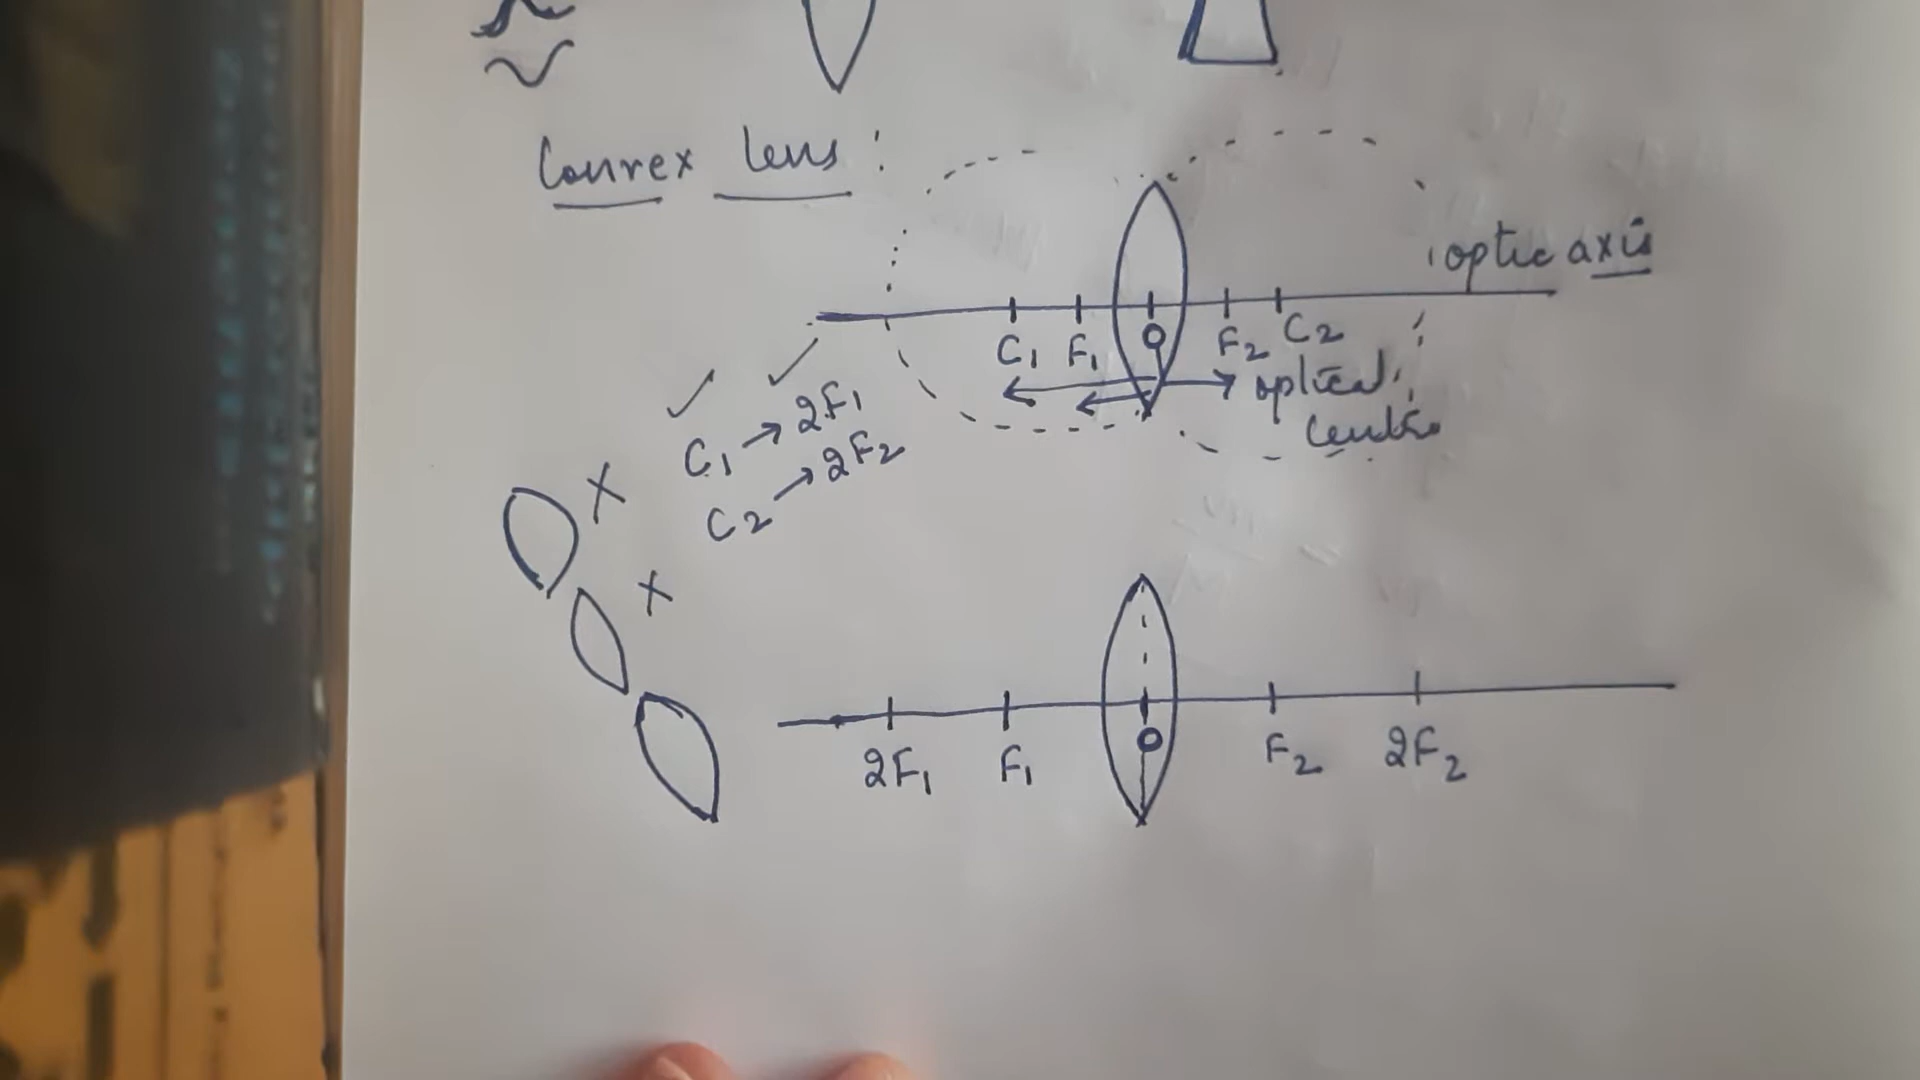 Convex lens:
optic axis
C₁ F₁ O F₂ C₂
optical
centre
C₁ → 2F₁
C₂ → 2F₂
X
X
2F₁ F₁ O F₂ 2F₂